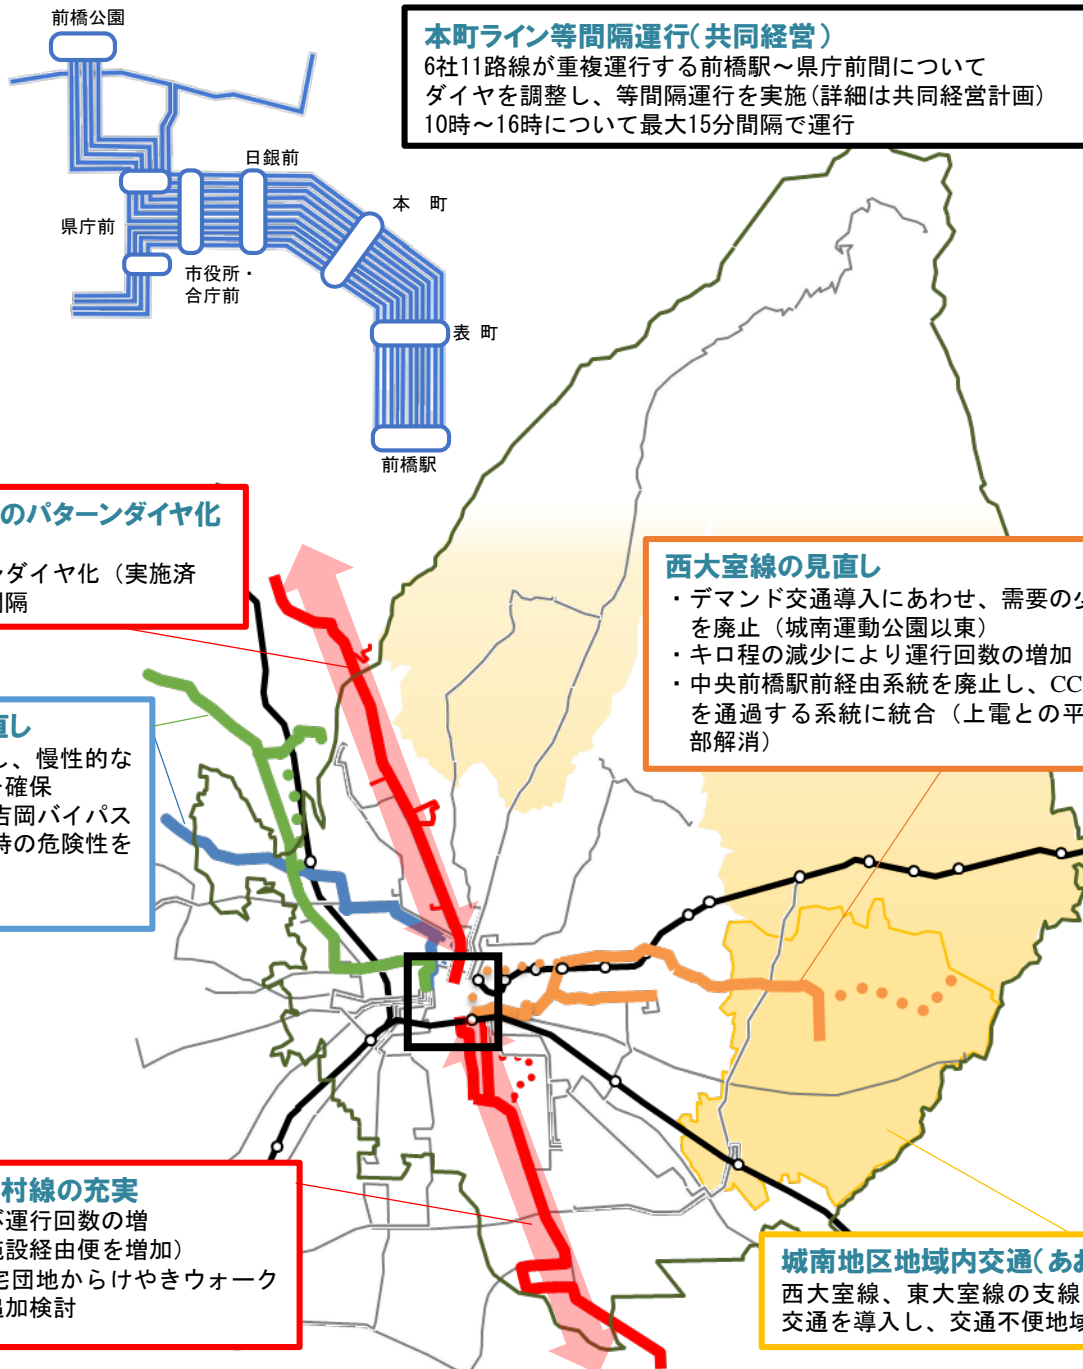 前橋公園
本町ライン等間隔運行(共同経営)
6社11路線が重複運行する前橋駅～県庁前間について
ダイヤを調整し、等間隔運行を実施(詳細は共同経営計画)
10時～16時について最大15分間隔で運行
日銀前
本 町
県庁前
市役所・
合庁前
表 町
前橋駅
のパターンダイヤ化
ダイヤ化（実施済
間隔
西大室線の見直し
・デマンド交通導入にあわせ、需要の少
を廃止（城南運動公園以東）
・キロ程の減少により運行回数の増加
・中央前橋駅前経由系統を廃止し、CC
を通過する系統に統合（上電との平
部解消）
直し
し、慢性的な
を確保
吉岡バイパス
時の危険性を
村線の充実
び運行回数の増
施設経由便を増加）
宅団地からけやきウォーク
追加検討
城南地区地域内交通(あお
西大室線、東大室線の支線
交通を導入し、交通不便地域